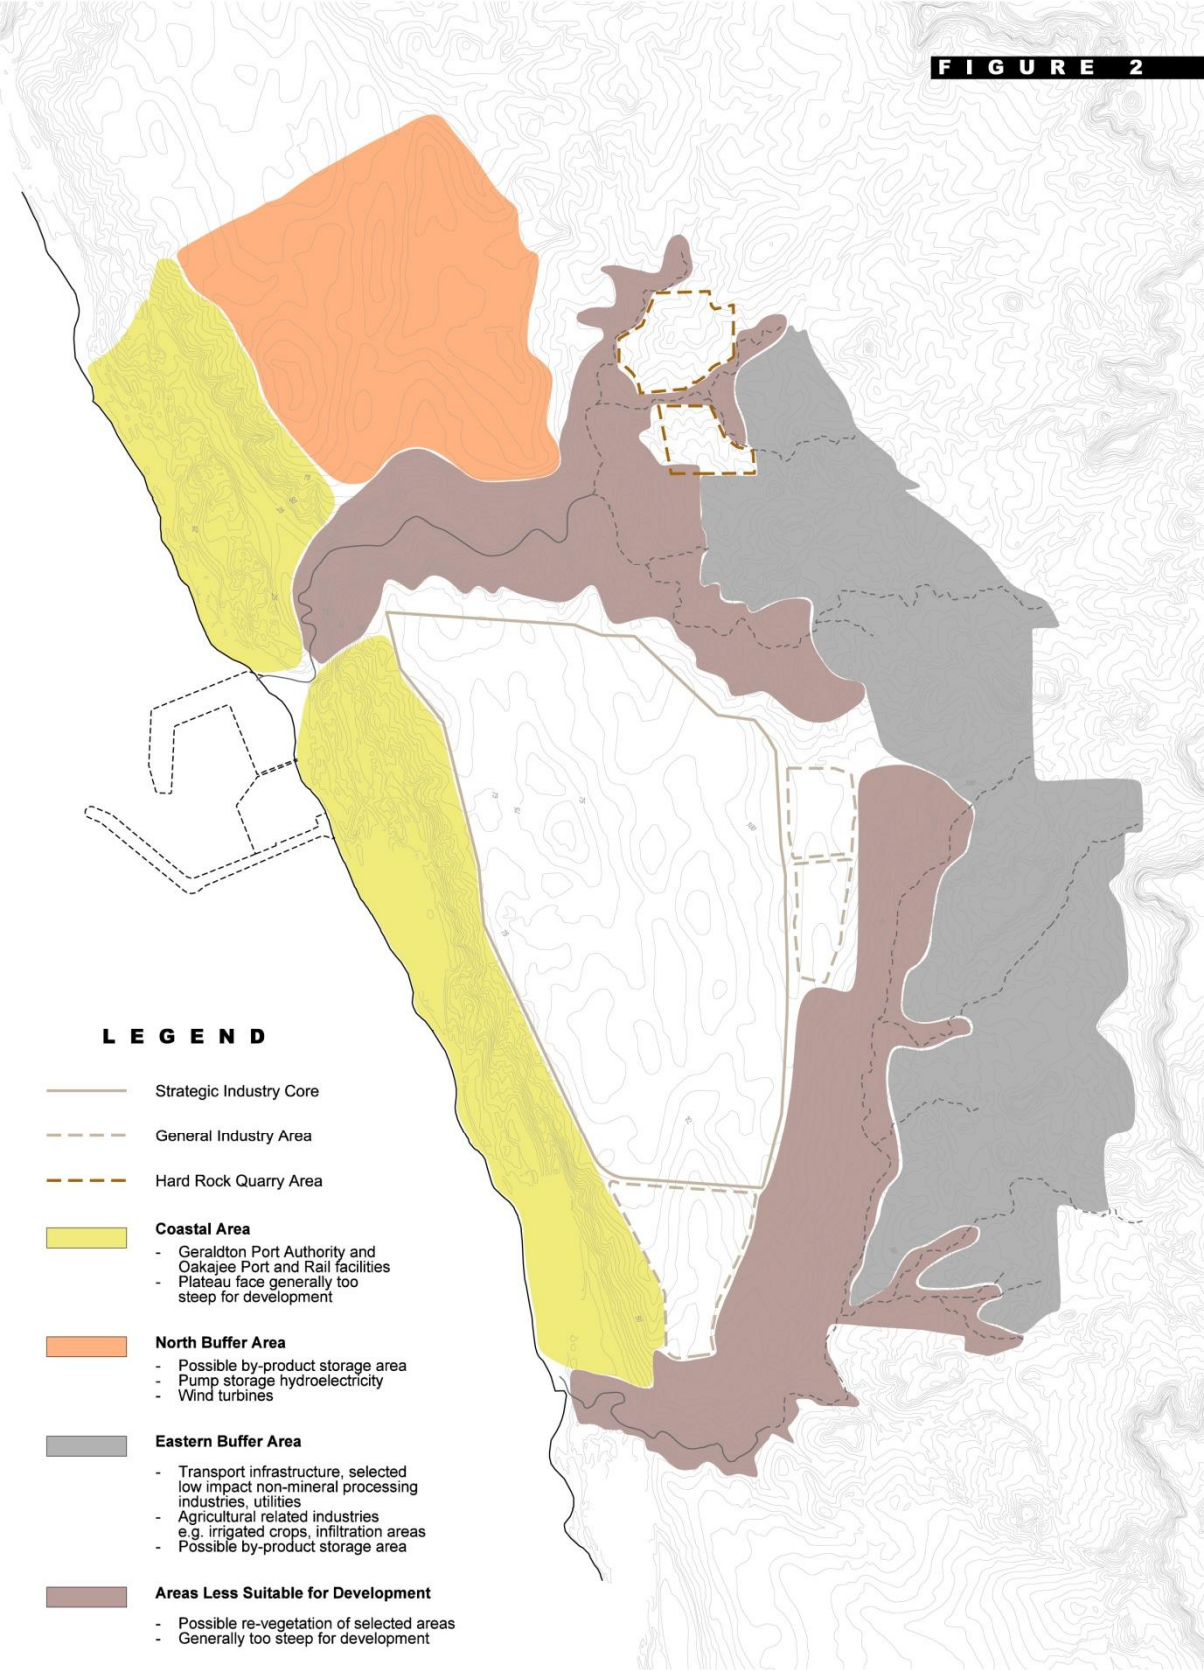 FIGURE 2
LEGEND
Strategic Industry Core
General Industry Area
Hard Rock Quarry Area
Coastal Area
- Geraldton Port Authority and
Oakajee Port and Rail facilities
- Plateau face generally too
steep for development
North Buffer Area
- Possible by-product storage area
- Pump storage hydroelectricity
- Wind turbines
Eastern Buffer Area
- Transport infrastructure, selected
low impact non-mineral processing
industries, utilities
- Agricultural related industries
e.g. irrigated crops, infiltration areas
- Possible by-product storage area
Areas Less Suitable for Development
- Possible re-vegetation of selected areas
- Generally too steep for development